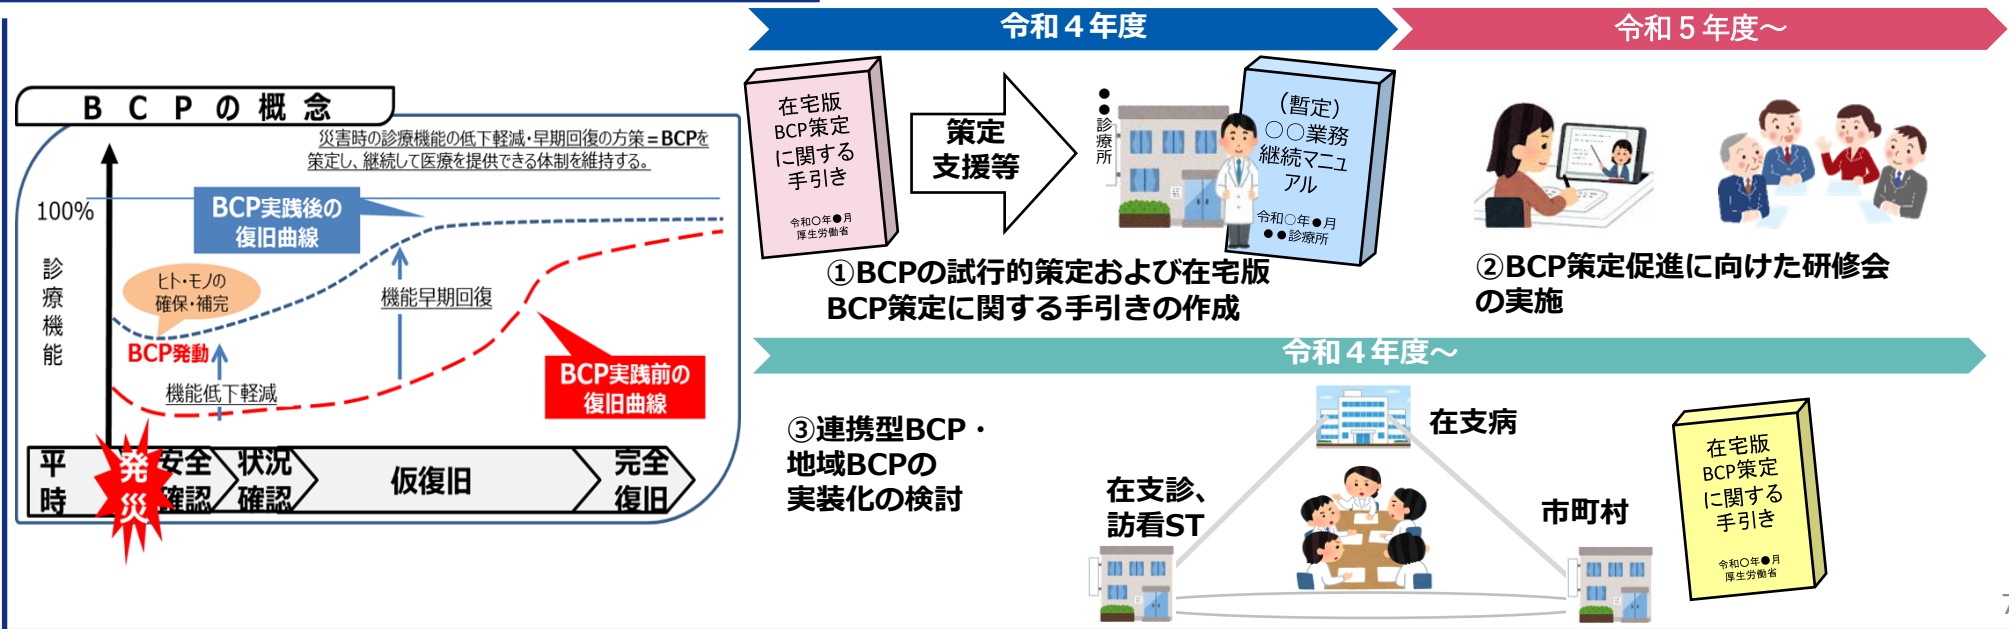 BCPの概念
災害時の診療機能の低下軽減・早期回復の方策＝BCPを
策定し、継続して医療を提供できる体制を維持する。
100%
診療機能
BCP実践後の
復旧曲線
ヒト・モノの
確保・補完
BCP発動
機能低下軽減
機能早期回復
BCP実践前の
復旧曲線
平時
発災
安全
確認
状況
確認
仮復旧
完全
復旧
令和４年度
令和５年度～
在宅版
BCP策定
に関する
手引き
令和〇年●月
厚生労働省
策定
支援等
●●診療所
（暫定）
〇〇業務
継続マニュ
アル
令和〇年●月
●●診療所
①BCPの試行的策定および在宅版
BCP策定に関する手引きの作成
②BCP策定促進に向けた研修会
の実施
令和４年度～
③連携型BCP・
地域BCPの
実装化の検討
在支病
在支診、
訪看ST
市町村
在宅版
BCP策定
に関する
手引き
令和〇年●月
厚生労働省